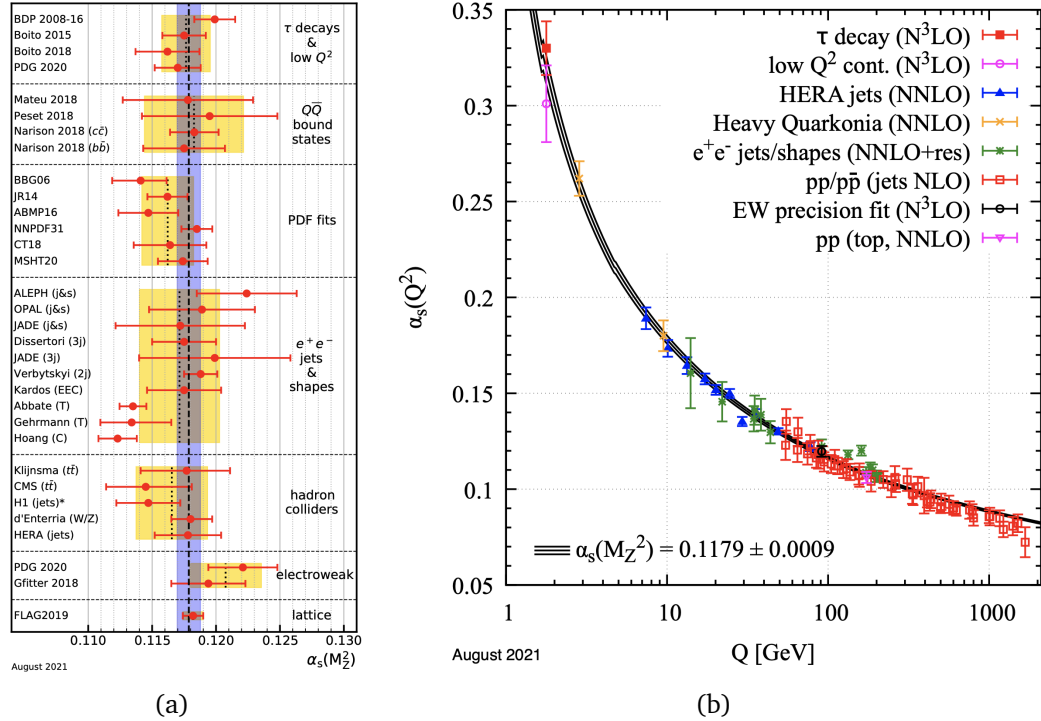 BDP 2008-16
Boito 2015
Boito 2018
PDG 2020
τ decays
&
low Q²
Mateu 2018
Peset 2018
Narison 2018 (cc̄)
Narison 2018 (bb̄)
QQ̅
bound
states
BBG06
JR14
ABMP16
NNPDF31
CT18
MSHT20
PDF fits
ALEPH (j&s)
OPAL (j&s)
JADE (j&s)
Dissertori (3j)
JADE (3j)
Verbytskyi (2j)
Kardos (EEC)
Abbate (T)
Gehrmann (T)
Hoang (C)
e⁺e⁻
jets
&
shapes
Klijnsma (tt̄)
CMS (tt̄)
H1 (jets)*
d'Enterria (W/Z)
HERA (jets)
hadron
colliders
PDG 2020
Gfitter 2018
electroweak
FLAG2019
lattice
0.110 0.115 0.120 0.125 0.130
αs(M²Z)
August 2021
(a)
0.35
0.3
0.25
0.2
0.15
0.1
0.05
αs(Q²)
τ decay (N³LO)
low Q² cont. (N³LO)
HERA jets (NNLO)
Heavy Quarkonia (NNLO)
e⁺e⁻ jets/shapes (NNLO+res)
pp/pp̄ (jets NLO)
EW precision fit (N³LO)
pp (top, NNLO)
αs(MZ²) = 0.1179 ± 0.0009
1 10 100 1000
Q [GeV]
August 2021
(b)